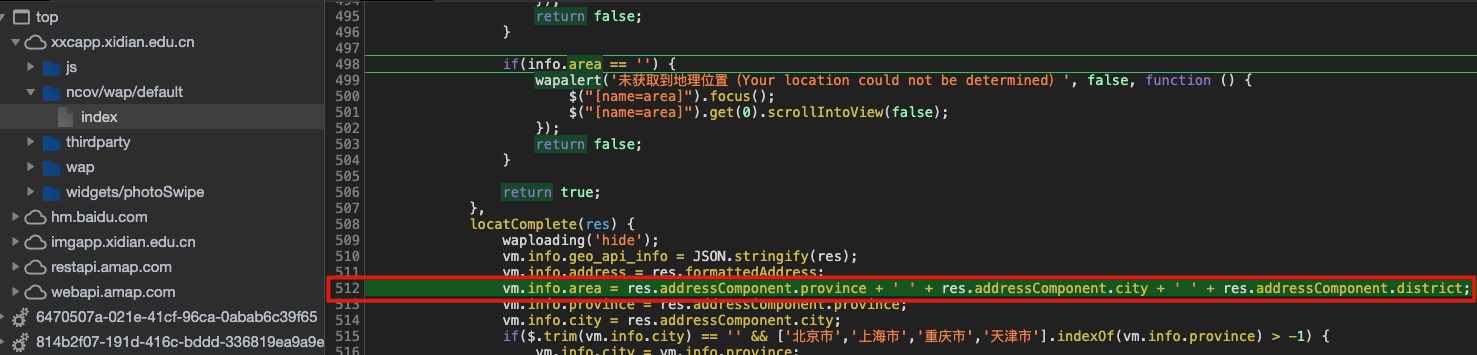 top
xxcapp.xidian.edu.cn
js
ncov/wap/default
index
thirdparty
wap
widgets/photoSwipe
hm.baidu.com
imgapp.xidian.edu.cn
restapi.amap.com
webapi.amap.com
6470507a-021e-41cf-96ca-0abab6c39f65
814b2f07-191d-416c-bddd-336819ea9a9e
494 });
495 return false;
496 }
497
498 if(info.area == '') {
499 wapalert('未获取到地理位置（Your location could not be determined）', false, function () {
500 $("[name=area]").focus();
501 $("[name=area]").get(0).scrollIntoView(false);
502 });
503 return false;
504 }
505
506 return true;
507 },
508 locatComplete(res) {
509 waploading('hide');
510 vm.info.geo_api_info = JSON.stringify(res);
511 vm.info.address = res.formattedAddress;
512 vm.info.area = res.addressComponent.province + ' ' + res.addressComponent.city + ' ' + res.addressComponent.district;
513 vm.info.province = res.addressComponent.province;
514 vm.info.city = res.addressComponent.city;
515 if($.trim(vm.info.city) == '' && ['北京市','上海市','重庆市','天津市'].indexOf(vm.info.province) > -1) {
516 vm.info.city = vm.info.province;